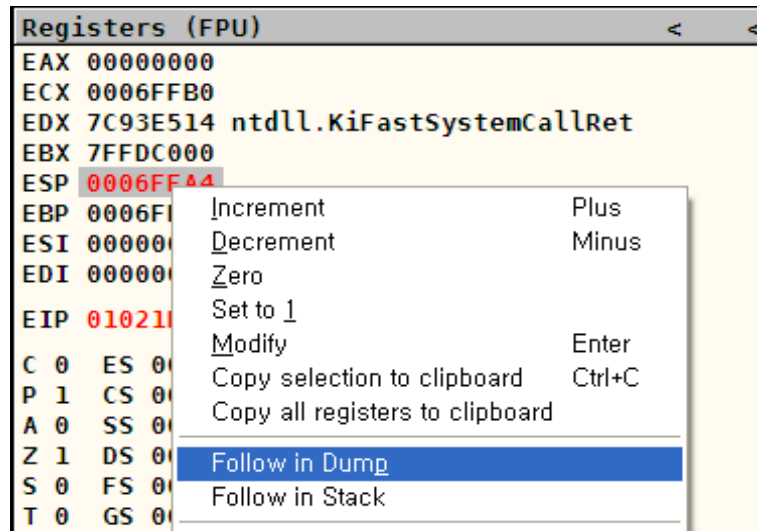 Registers (FPU) < <
EAX 00000000
ECX 0006FFB0
EDX 7C93E514 ntdll.KiFastSystemCallRet
EBX 7FFDC000
ESP 0006FFA4
EBP
ESI
EDI
EIP
C 0 ES
P 1 CS
A 0 SS
Z 1 DS
S 0 FS
T 0 GS
Increment Plus
Decrement Minus
Zero
Set to 1
Modify Enter
Copy selection to clipboard Ctrl+C
Copy all registers to clipboard
Follow in Dump
Follow in Stack